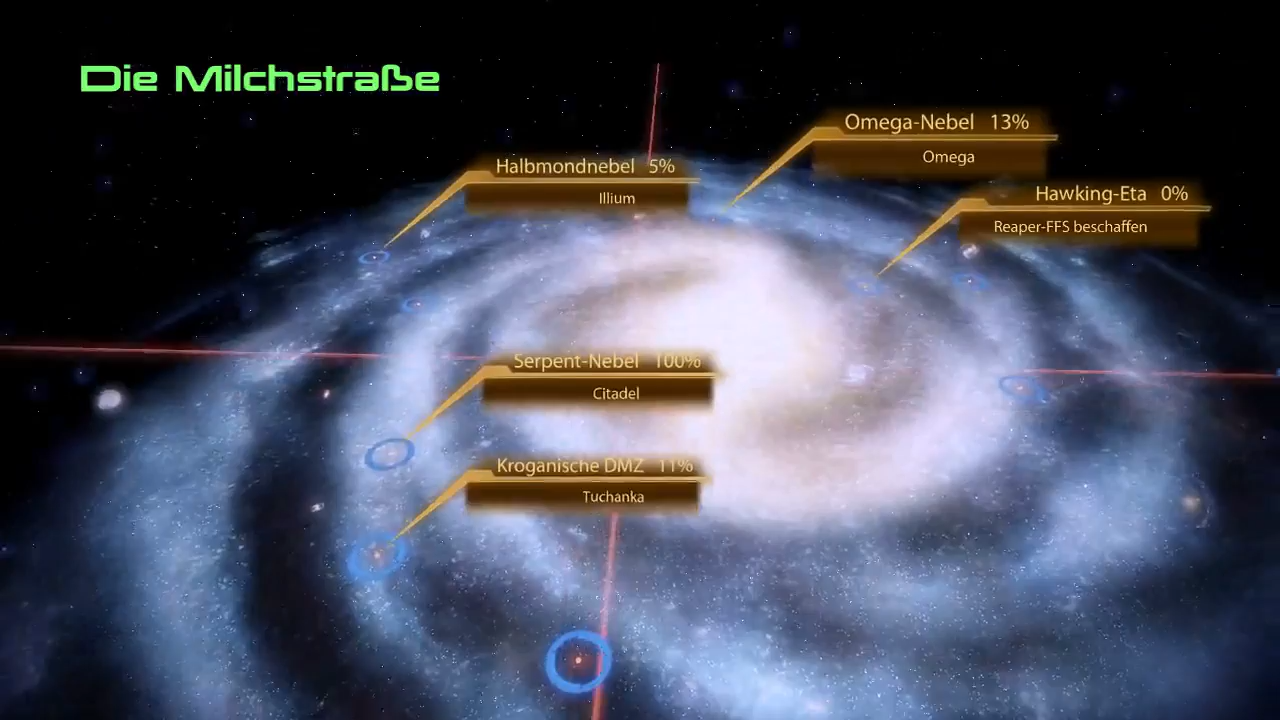 Die Milchstraße
Omega-Nebel 13%
Omega
Halbmondnebel 5%
Illium
Hawking-Eta 0%
Reaper-FFS beschaffen
Serpent-Nebel 100%
Citadel
Kroganische DMZ 11%
Tuchanka